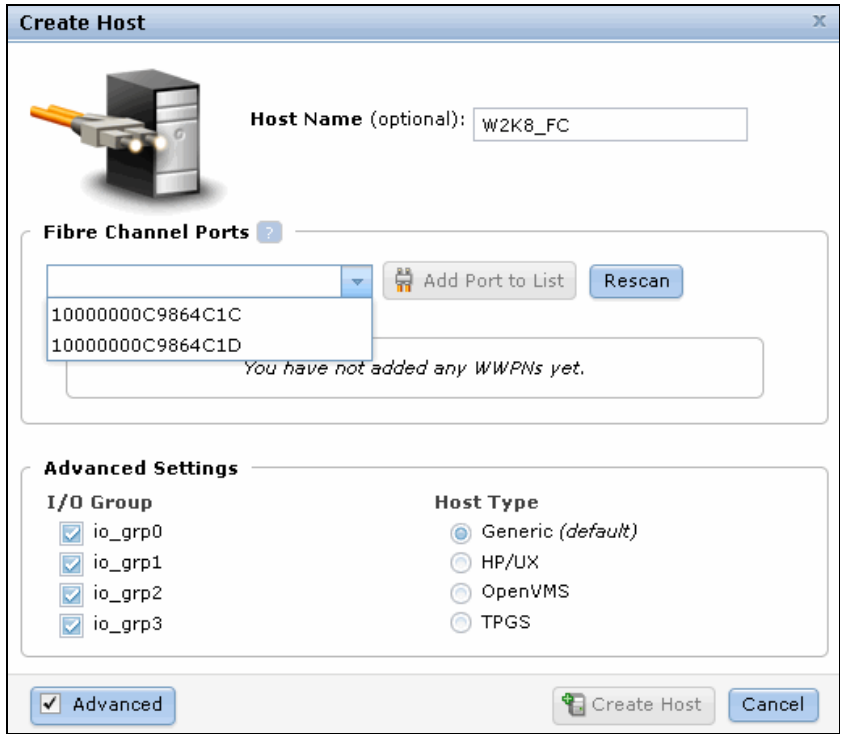 Create Host
x
Host Name (optional): W2K8_FC
Fibre Channel Ports ?
Add Port to List Rescan
10000000C9864C1C
10000000C9864C1D
You have not added any WWPNs yet.
Advanced Settings
I/O Group Host Type
io_grp0 Generic (default)
io_grp1 HP/UX
io_grp2 OpenVMS
io_grp3 TPGS
Advanced Create Host Cancel